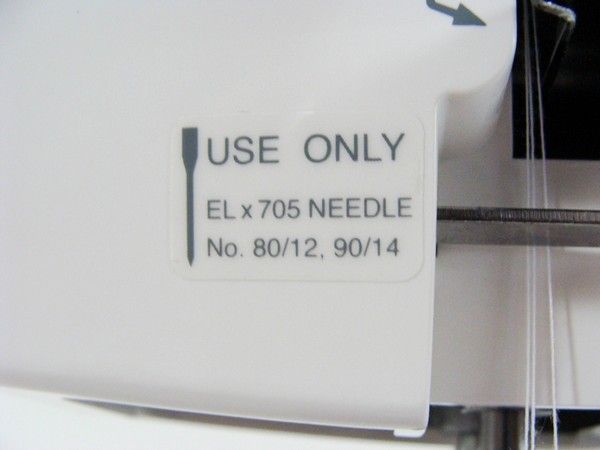 USE ONLY
EL x 705 NEEDLE
No. 80/12, 90/14